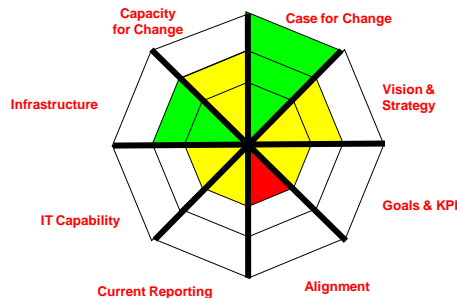 Capacity
for Change
Case for Change
Infrastructure
Vision &
Strategy
IT Capability
Goals & KPI
Current Reporting
Alignment